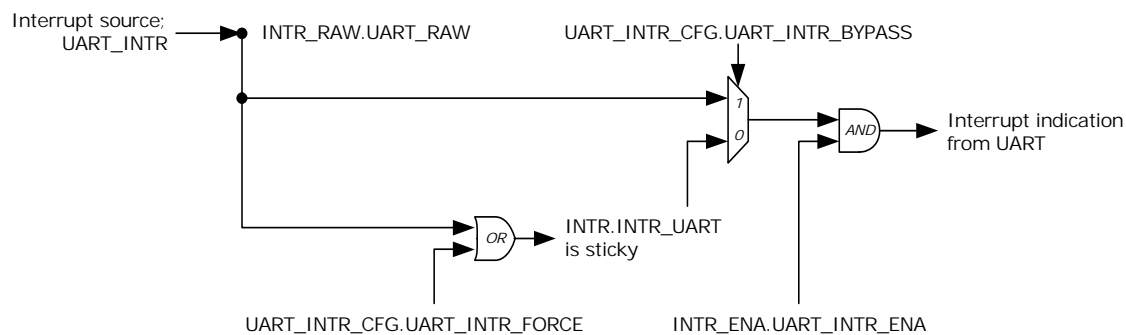 Interrupt source;
UART_INTR
INTR_RAW.UART_RAW
UART_INTR_CFG.UART_INTR_BYPASS
1
0
AND
Interrupt indication
from UART
OR
INTR.INTR_UART
is sticky
UART_INTR_CFG.UART_INTR_FORCE
INTR_ENA.UART_INTR_ENA